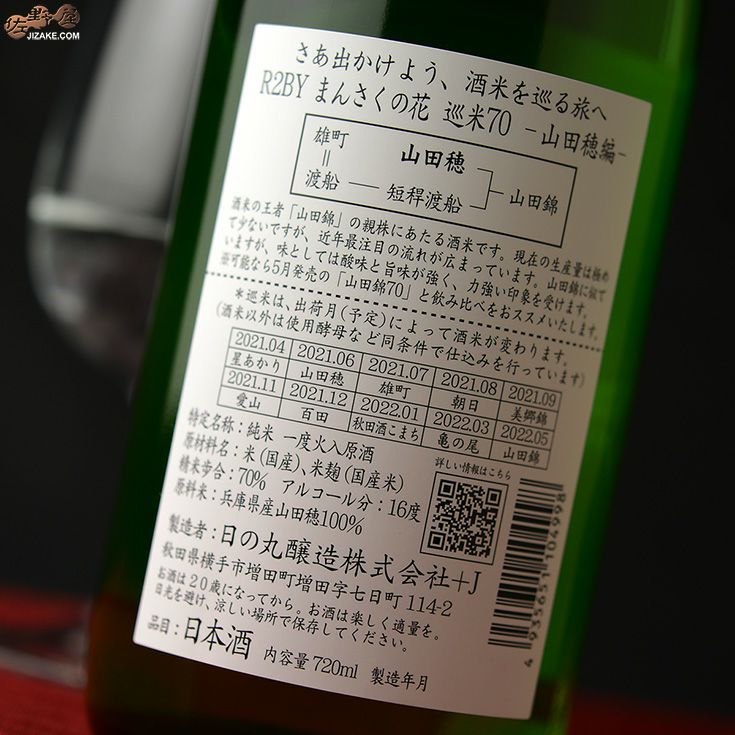 佐野屋
JIZAKE.COM
さあ出かけよう、酒米を巡る旅へ
R2BY まんさくの花 巡米70 -山田穂編-
雄町 山田穂
||
渡船 — 短稈渡船 山田錦
酒米の王者「山田錦」の親株にあたる酒米です。現在の生産量は極め
て少ないですが、近年最注目の流れが広まっています。山田錦に似て
いますが、味としては酸味と旨味が強く、力強い印象を受けます。
※可能なら5月発売の「山田錦70」と飲み比べをおススメいたします。
*巡米は、出荷月(予定)によって酒米が変わります。
(酒米以外は使用酵母など同条件で仕込みを行っています)
2021.04 2021.06 2021.07 2021.08 2021.09
星あかり 山田穂 雄町 朝日 美郷錦
2021.11 2021.12 2022.01 2022.03 2022.05
愛山 百田 秋田酒こまち 亀の尾 山田錦
特定名称:純米 一度火入原酒
原材料名:米(国産)、米麹(国産米)
精米歩合:70% アルコール分:16度
原料米:兵庫県産山田穂100%
詳しい情報はこちら
製造者:日の丸醸造株式会社+J
秋田県横手市増田町増田字七日町114-2
お酒は20歳になってから。お酒は楽しく適量を。
日光を避け、涼しい場所で保存してください。
品目:日本酒 内容量720ml 製造年月
4 935651 104998